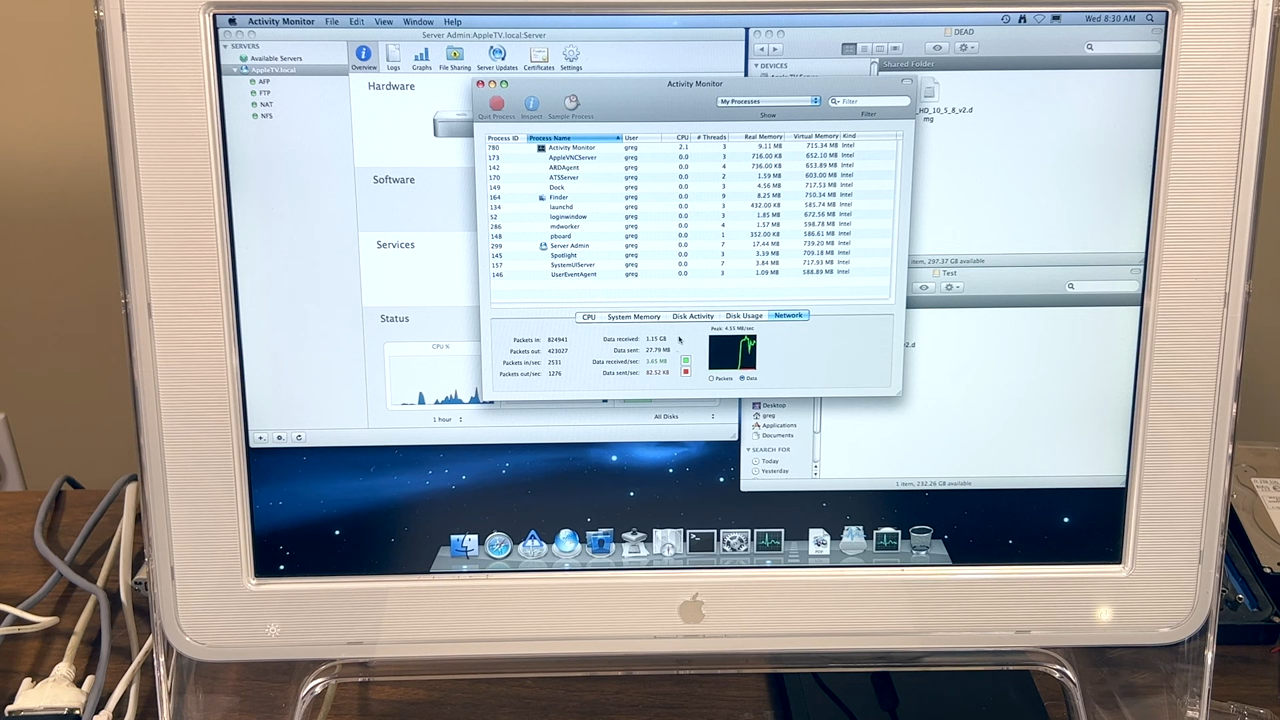 Activity Monitor File Edit View Window Help Wed 8:30 AM
Server Admin:AppleTV.local:Server
SERVERS
Available Servers
AppleTV.local
AFP
FTP
NAT
NFS
Overview Logs Graphs File Sharing Server Updates Certificates Settings
Hardware
Software
Services
Status
CPU %
1 hour
All Disks
DEAD
DEVICES
Shared Folder
_HD_10_5_8_v2.d
mg
1 item, 297.37 GB available
Test
v2.d
Desktop
greg
Applications
Documents
SEARCH FOR
Today
Yesterday
1 item, 232.26 GB available
Activity Monitor
Quit Process Inspect Sample Process
My Processes
Filter
Show Filter
Process ID Process Name User CPU # Threads Real Memory Virtual Memory Kind
780 Activity Monitor greg 2.1 3 9.11 MB 715.34 MB Intel
173 AppleVNCServer greg 0.0 3 716.00 KB 652.10 MB Intel
142 ARDAgent greg 0.0 4 736.00 KB 653.89 MB Intel
170 ATSServer greg 0.0 2 1.59 MB 603.00 MB Intel
149 Dock greg 0.0 3 4.56 MB 717.53 MB Intel
164 Finder greg 0.0 9 8.25 MB 750.34 MB Intel
134 launchd greg 0.0 3 432.00 KB 585.74 MB Intel
52 loginwindow greg 0.0 3 1.85 MB 672.56 MB Intel
286 mdworker greg 0.0 4 1.57 MB 598.78 MB Intel
148 pboard greg 0.0 1 352.00 KB 586.61 MB Intel
299 Server Admin greg 0.0 7 17.44 MB 739.20 MB Intel
145 Spotlight greg 0.0 3 3.39 MB 709.18 MB Intel
157 SystemUIServer greg 0.0 7 3.84 MB 717.93 MB Intel
146 UserEventAgent greg 0.0 3 1.09 MB 588.89 MB Intel
CPU System Memory Disk Activity Disk Usage Network
Peak: 4.55 MB/sec
Packets in: 824941 Data received: 1.15 GB
Packets out: 423027 Data sent: 27.79 MB
Packets in/sec: 2531 Data received/sec: 3.65 MB
Packets out/sec: 1276 Data sent/sec: 82.52 KB
Packets Data
PDF